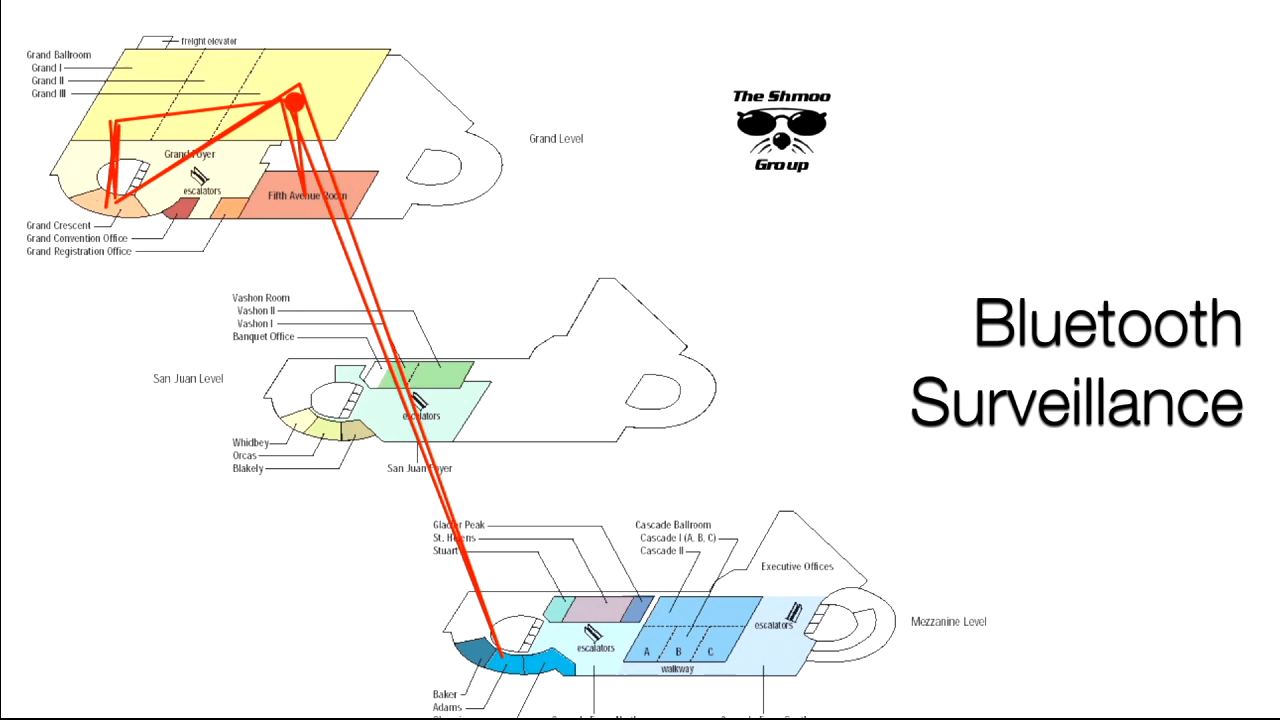 freight elevator
Grand Ballroom
Grand I
Grand II
Grand III
Grand Foyer
escalators
Fifth Avenue Room
Grand Crescent
Grand Convention Office
Grand Registration Office
Grand Level
The Shmoo
Group
Bluetooth
Surveillance
Vashon Room
Vashon II
Vashon I
Banquet Office
San Juan Level
escalators
Whidbey
Orcas
Blakely
San Juan Foyer
Glacier Peak
St. Helens
Stuart
Cascade Ballroom
Cascade I (A, B, C)
Cascade II
Executive Offices
escalators
escalators
Mezzanine Level
A B C
walkway
Baker
Adams